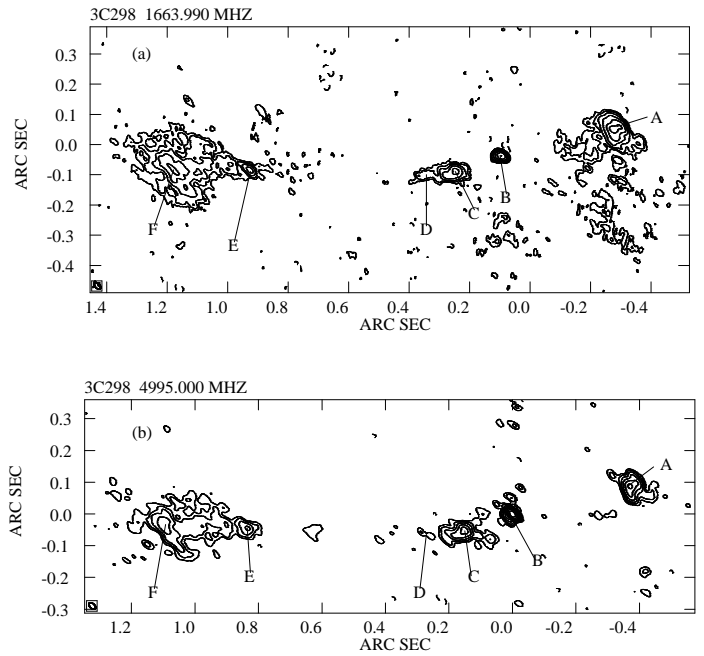 3C298 1663.990 MHZ
(a)
0.3
0.2
0.1
0.0
-0.1
-0.2
-0.3
-0.4
ARC SEC
A
B
C
D
E
F
1.4 1.2 1.0 0.8 0.6 0.4 0.2 0.0 -0.2 -0.4
ARC SEC
3C298 4995.000 MHZ
(b)
0.3
0.2
0.1
0.0
-0.1
-0.2
-0.3
ARC SEC
A
B
C
D
E
F
1.2 1.0 0.8 0.6 0.4 0.2 0.0 -0.2 -0.4
ARC SEC